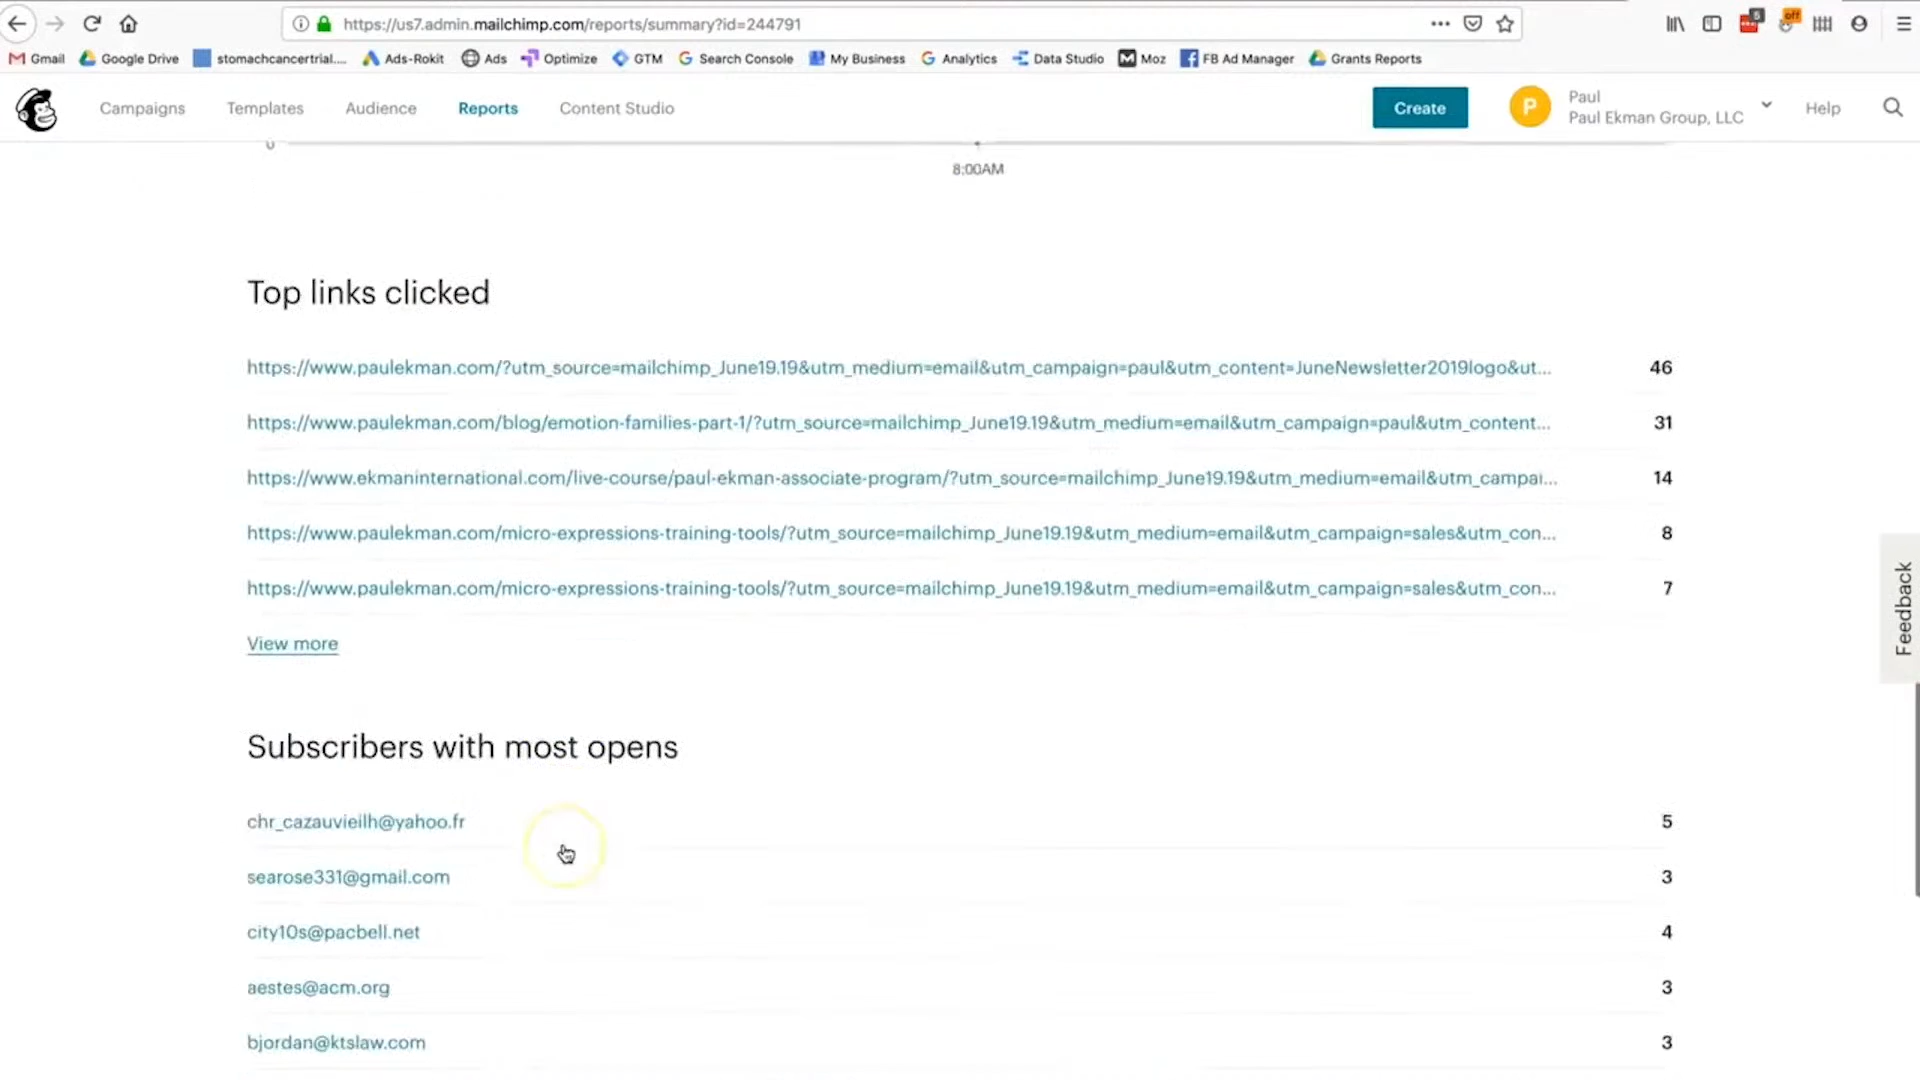 https://us7.admin.mailchimp.com/reports/summary?id=244791
5
off
Gmail
Google Drive
stomachcancertrial....
Ads-Rokit
Ads
Optimize
GTM
Search Console
My Business
Analytics
Data Studio
Moz
FB Ad Manager
Grants Reports
Campaigns
Templates
Audience
Reports
Content Studio
Create
P
Paul
Paul Ekman Group, LLC
Help
0
8:00AM
Top links clicked
https://www.paulekman.com/?utm_source=mailchimp_June19.19&utm_medium=email&utm_campaign=paul&utm_content=JuneNewsletter2019logo&ut... 46
https://www.paulekman.com/blog/emotion-families-part-1/?utm_source=mailchimp_June19.19&utm_medium=email&utm_campaign=paul&utm_content... 31
https://www.ekmaninternational.com/live-course/paul-ekman-associate-program/?utm_source=mailchimp_June19.19&utm_medium=email&utm_campai... 14
https://www.paulekman.com/micro-expressions-training-tools/?utm_source=mailchimp_June19.19&utm_medium=email&utm_campaign=sales&utm_con... 8
https://www.paulekman.com/micro-expressions-training-tools/?utm_source=mailchimp_June19.19&utm_medium=email&utm_campaign=sales&utm_con... 7
View more
Feedback
Subscribers with most opens
chr_cazauvieilh@yahoo.fr 5
searose331@gmail.com 3
city10s@pacbell.net 4
aestes@acm.org 3
bjordan@ktslaw.com 3